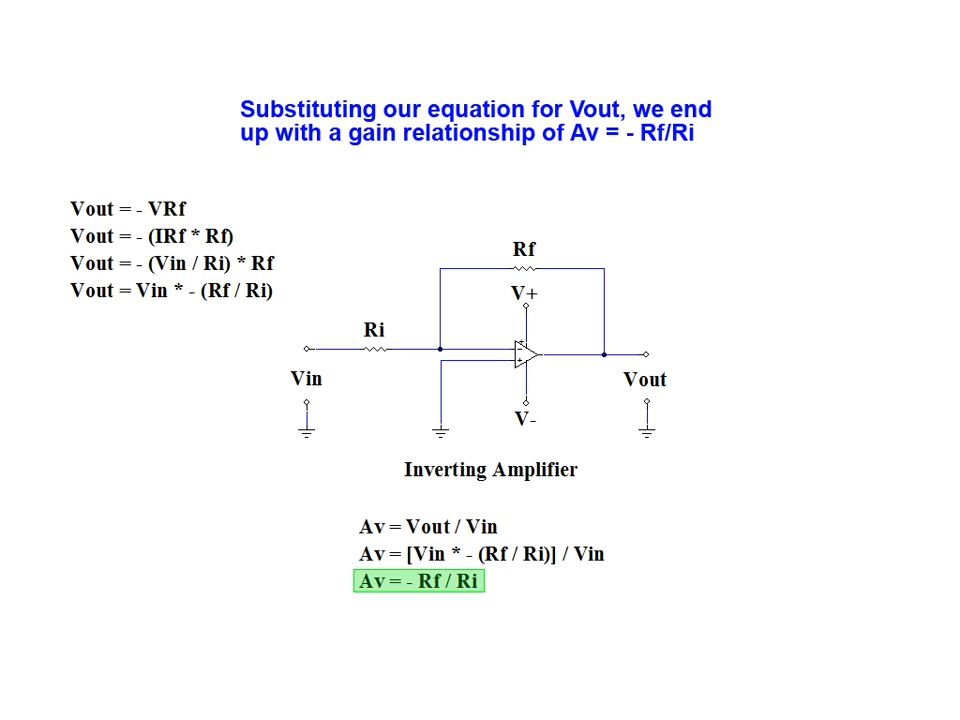 Substituting our equation for Vout, we end
up with a gain relationship of Av = - Rf/Ri
Vout = - VRf
Vout = - (IRf * Rf)
Vout = - (Vin / Ri) * Rf
Vout = Vin * - (Rf / Ri)
Rf
V+
Ri
Vin
Vout
V-
Inverting Amplifier
Av = Vout / Vin
Av = [Vin * - (Rf / Ri)] / Vin
Av = - Rf / Ri